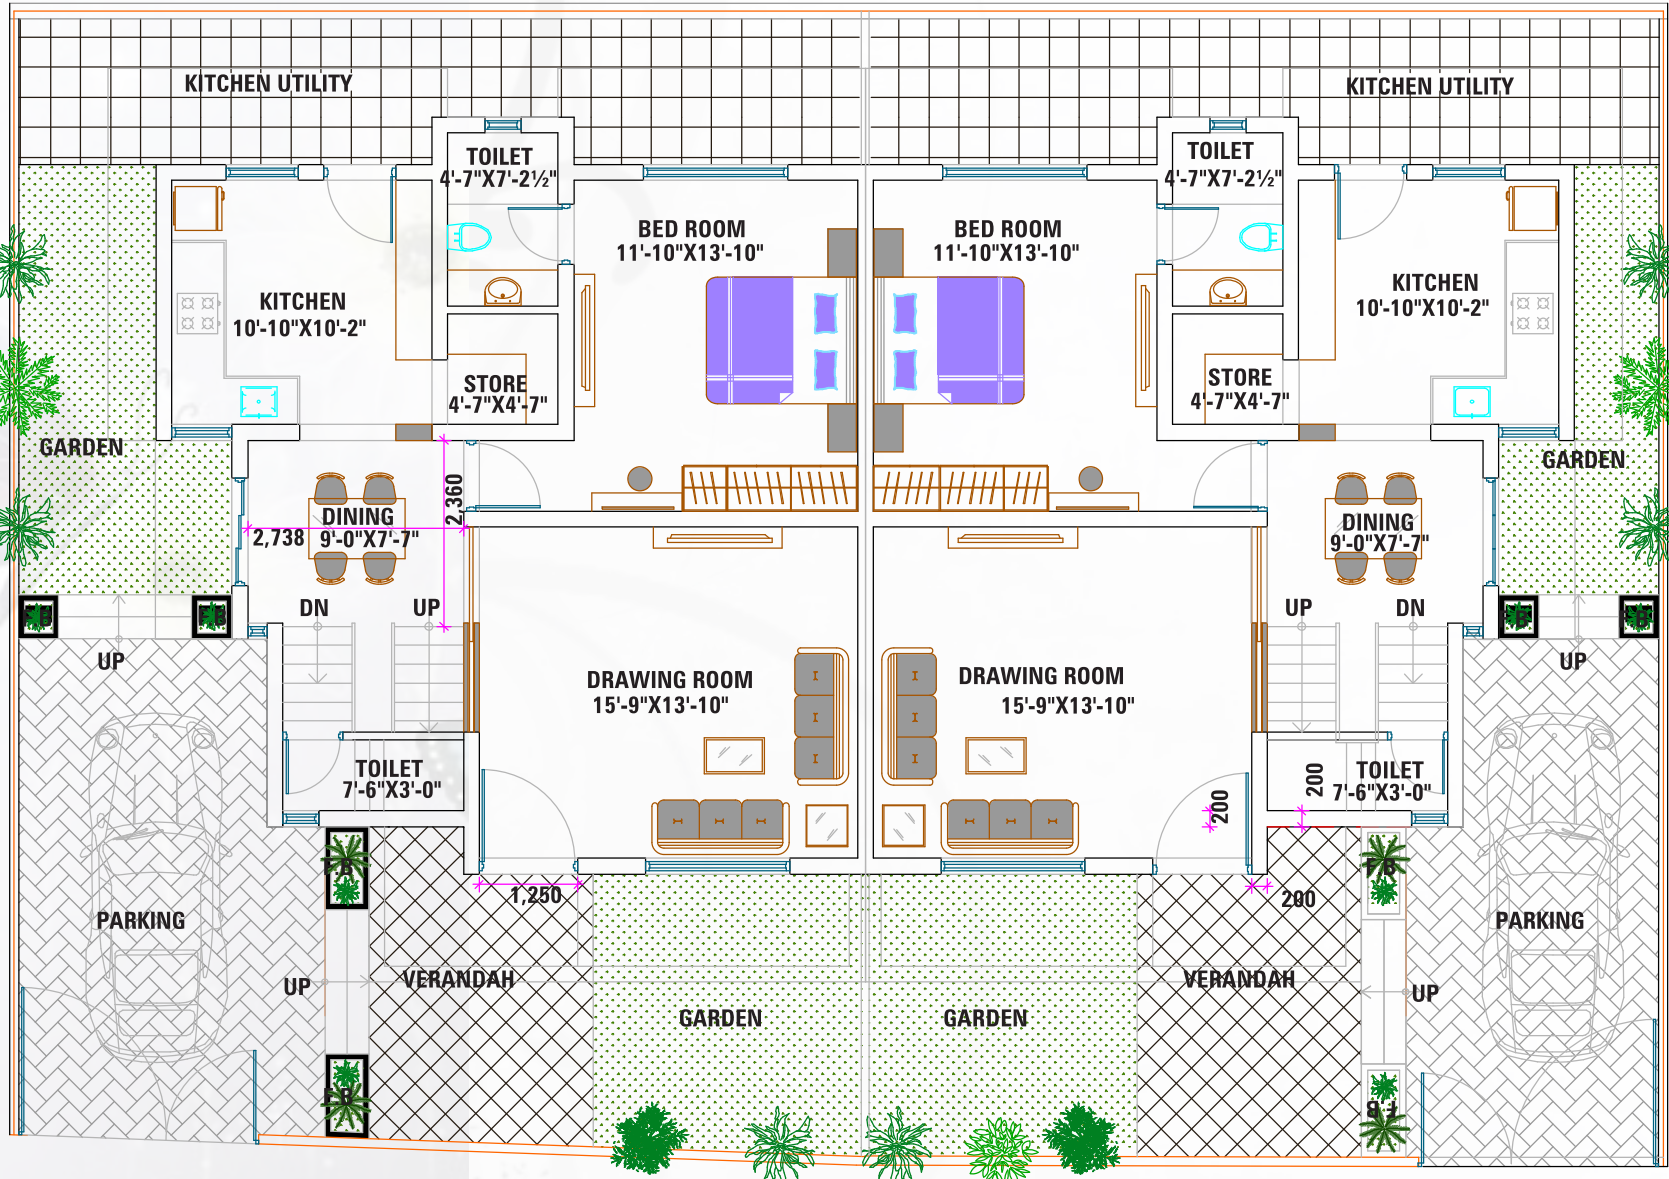 KITCHEN UTILITY
KITCHEN UTILITY
TOILET
4'-7"X7'-2½"
TOILET
4'-7"X7'-2½"
BED ROOM
11'-10"X13'-10"
BED ROOM
11'-10"X13'-10"
KITCHEN
10'-10"X10'-2"
KITCHEN
10'-10"X10'-2"
STORE
4'-7"X4'-7"
STORE
4'-7"X4'-7"
GARDEN
GARDEN
2,360
DINING
9'-0"X7'-7"
2,738
DINING
9'-0"X7'-7"
DN
UP
UP
DN
F.B
F.B
F.B
F.B
UP
UP
DRAWING ROOM
15'-9"X13'-10"
DRAWING ROOM
15'-9"X13'-10"
TOILET
7'-6"X3'-0"
200
200
TOILET
7'-6"X3'-0"
F.B
F.B
1,250
200
PARKING
PARKING
VERANDAH
VERANDAH
UP
UP
GARDEN
GARDEN
F.B
F.B